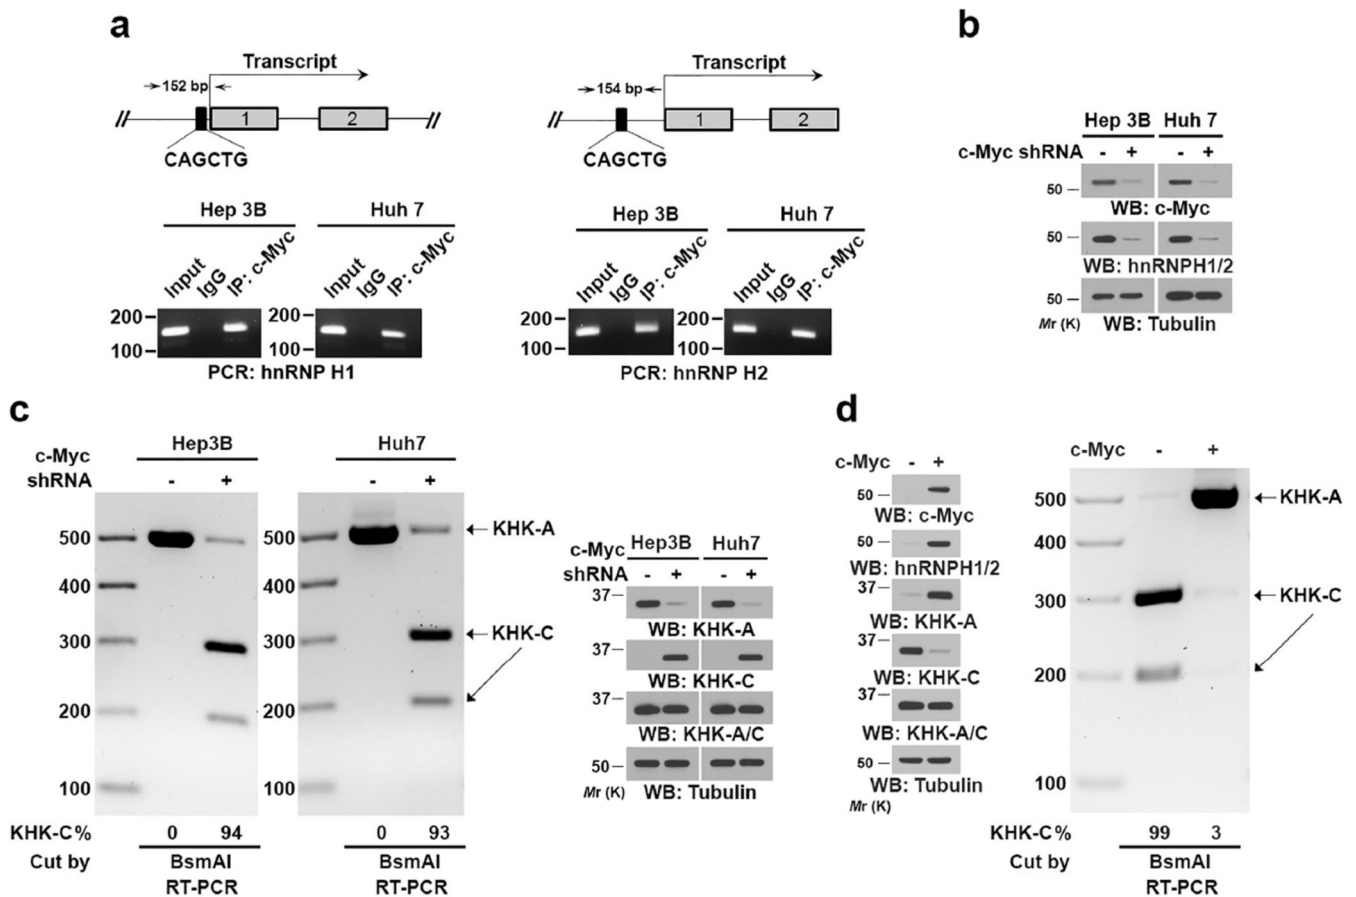 a
Transcript
152 bp
1 2
CAGCTG
Transcript
154 bp
1 2
CAGCTG
Hep 3B Huh 7
Input IgG IP: c-Myc Input IgG IP: c-Myc
200 200
100 100
PCR: hnRNP H1
Hep 3B Huh 7
Input IgG IP: c-Myc Input IgG IP: c-Myc
200 200
100 100
PCR: hnRNP H2
b
Hep 3B Huh 7
c-Myc shRNA - + - +
50
WB: c-Myc
50
WB: hnRNPH1/2
50
Mr (K) WB: Tubulin
c
Hep3B Huh7
c-Myc
shRNA - + - +
500 500 KHK-A
400 400
300 300 KHK-C
200 200
100 100
KHK-C% 0 94 0 93
Cut by BsmAI BsmAI
RT-PCR RT-PCR
c-Myc Hep3B Huh7
shRNA - + - +
37
WB: KHK-A
37
WB: KHK-C
37
WB: KHK-A/C
50
Mr (K) WB: Tubulin
d
c-Myc - +
50
WB: c-Myc
50
WB: hnRNPH1/2
37
WB: KHK-A
37
WB: KHK-C
37
WB: KHK-A/C
50
WB: Tubulin
Mr (K)
c-Myc - +
500 KHK-A
400
300 KHK-C
200
100
KHK-C% 99 3
Cut by BsmAI
RT-PCR